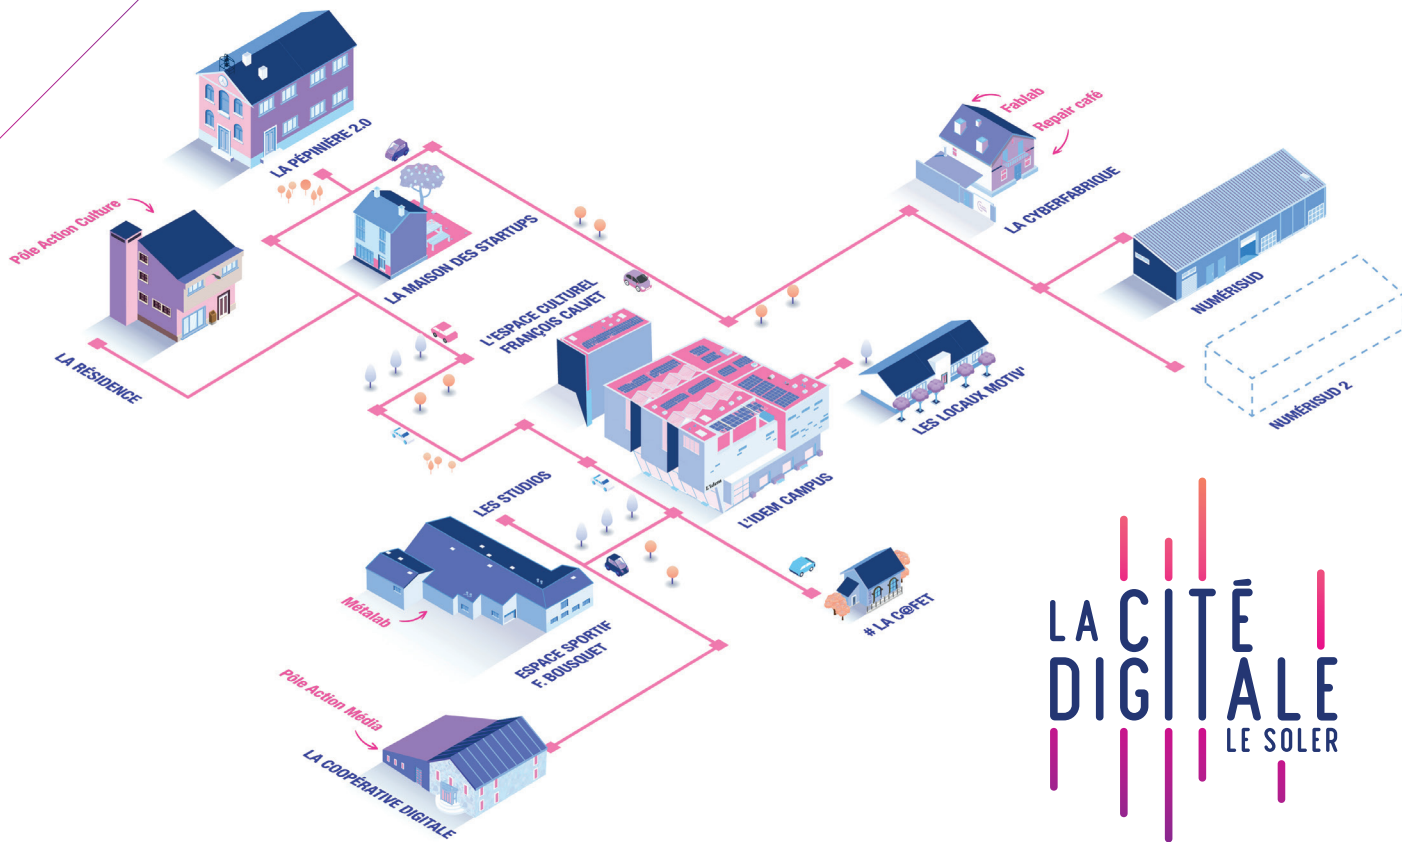 LA PÉPINIÈRE 2.0
Fablab
Repair café
LA CYBERFABRIQUE
Pôle Action Culture
LA MAISON DES STARTUPS
NUMÉRISUD
L'ESPACE CULTUREL
FRANÇOIS CALVET
LA RÉSIDENCE
LES LOCAUX MOTIV'
NUMÉRISUD 2
LES STUDIOS
L'idem
L'IDEM CAMPUS
Métalab
# LA C@FET
ESPACE SPORTIF
F. BOUSQUET
Pôle Action Média
LA COOPÉRATIVE DIGITALE
LA CITÉ
DIGITALE
LE SOLER